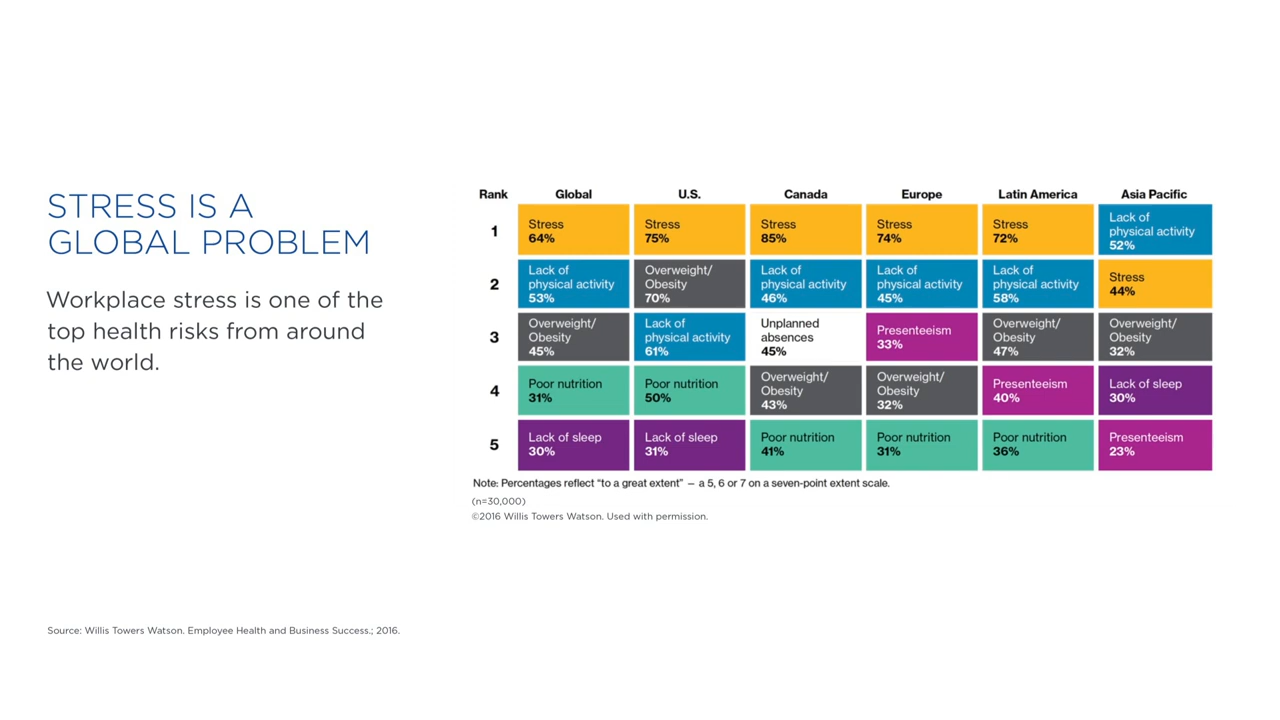 STRESS IS A
GLOBAL PROBLEM
Workplace stress is one of the
top health risks from around
the world.
Rank Global U.S. Canada Europe Latin America Asia Pacific
1
Stress
64%
Stress
75%
Stress
85%
Stress
74%
Stress
72%
Lack of
physical activity
52%
2
Lack of
physical activity
53%
Overweight/
Obesity
70%
Lack of
physical activity
46%
Lack of
physical activity
45%
Lack of
physical activity
58%
Stress
44%
3
Overweight/
Obesity
45%
Lack of
physical activity
61%
Unplanned
absences
45%
Presenteeism
33%
Overweight/
Obesity
47%
Overweight/
Obesity
32%
4
Poor nutrition
31%
Poor nutrition
50%
Overweight/
Obesity
43%
Overweight/
Obesity
32%
Presenteeism
40%
Lack of sleep
30%
5
Lack of sleep
30%
Lack of sleep
31%
Poor nutrition
41%
Poor nutrition
31%
Poor nutrition
36%
Presenteeism
23%
Note: Percentages reflect “to a great extent” — a 5, 6 or 7 on a seven-point extent scale.
(n=30,000)
©2016 Willis Towers Watson. Used with permission.
Source: Willis Towers Watson. Employee Health and Business Success.; 2016.